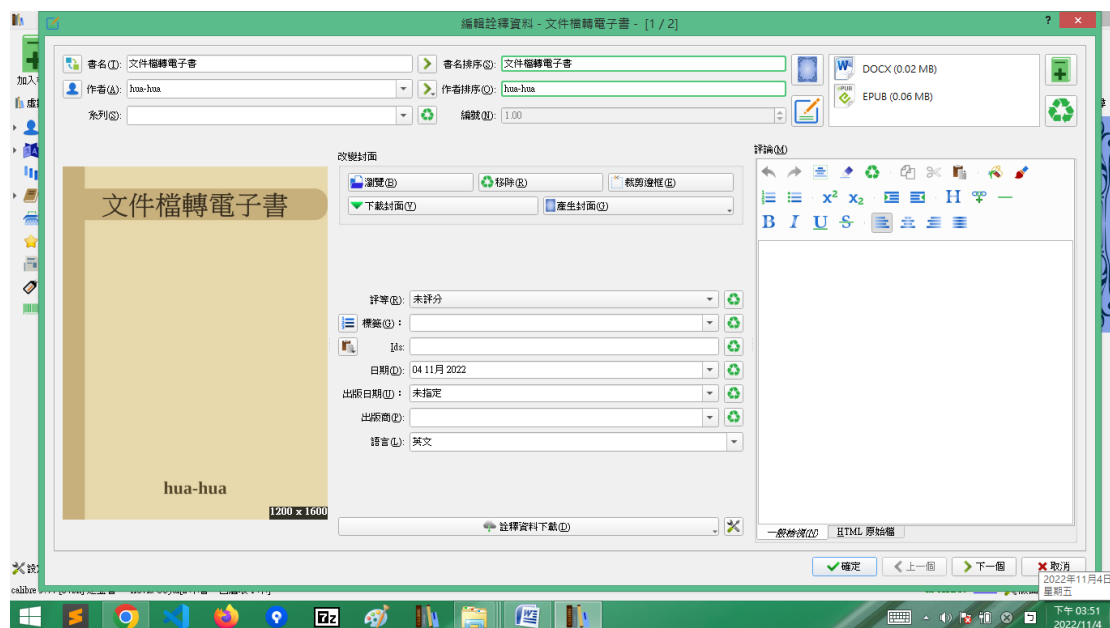 編輯詮釋資料 - 文件檔轉電子書 - [1 / 2]
?
加入
書名(T): 文件檔轉電子書
書名排序(S): 文件檔轉電子書
DOCX (0.02 MB)
作者(A): hua-hua
作者排序(O): hua-hua
EPUB (0.06 MB)
系列(S):
編號(N): 1.00
改變封面
評論(M)
瀏覽(B)
移除(R)
裁剪邊框(E)
下載封面(Y)
產生封面(G)
文件檔轉電子書
H
B I U S
評等(R): 未評分
標籤(G):
Ids:
日期(D): 04 11月 2022
出版日期(U): 未指定
出版商(P):
語言(L): 英文
hua-hua
1200 x 1600
詮釋資料下載(D)
一般檢視(N)
HTML 原始檔
確定
上一個
下一個
取消
calibre
2022年11月4日
星期五
下午 03:51
2022/11/4